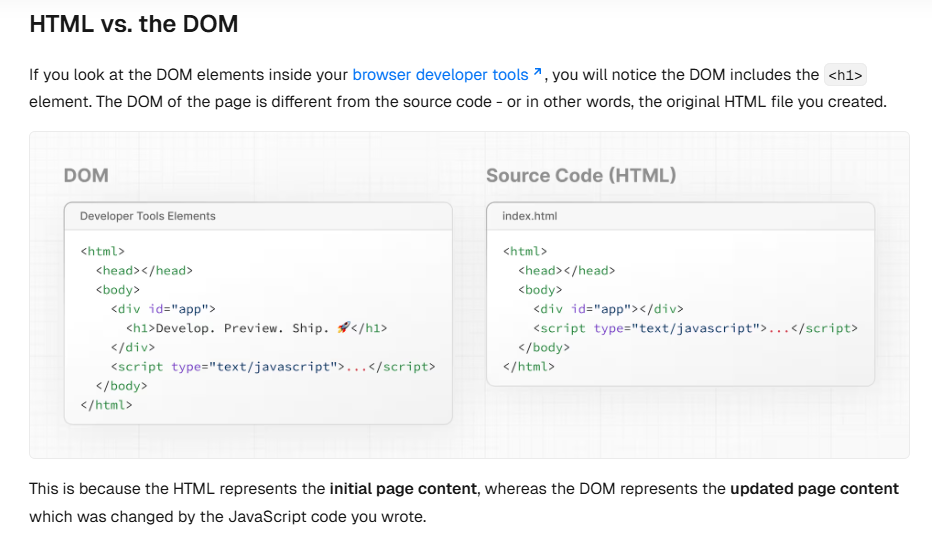 HTML vs. the DOM
If you look at the DOM elements inside your browser developer tools ↗, you will notice the DOM includes the <h1>
element. The DOM of the page is different from the source code - or in other words, the original HTML file you created.
DOM
Developer Tools Elements
<html>
  <head></head>
  <body>
    <div id="app">
      <h1>Develop. Preview. Ship. 🚀</h1>
    </div>
    <script type="text/javascript">...</script>
  </body>
</html>
Source Code (HTML)
index.html
<html>
  <head></head>
  <body>
    <div id="app"></div>
    <script type="text/javascript">...</script>
  </body>
</html>
This is because the HTML represents the initial page content, whereas the DOM represents the updated page content
which was changed by the JavaScript code you wrote.